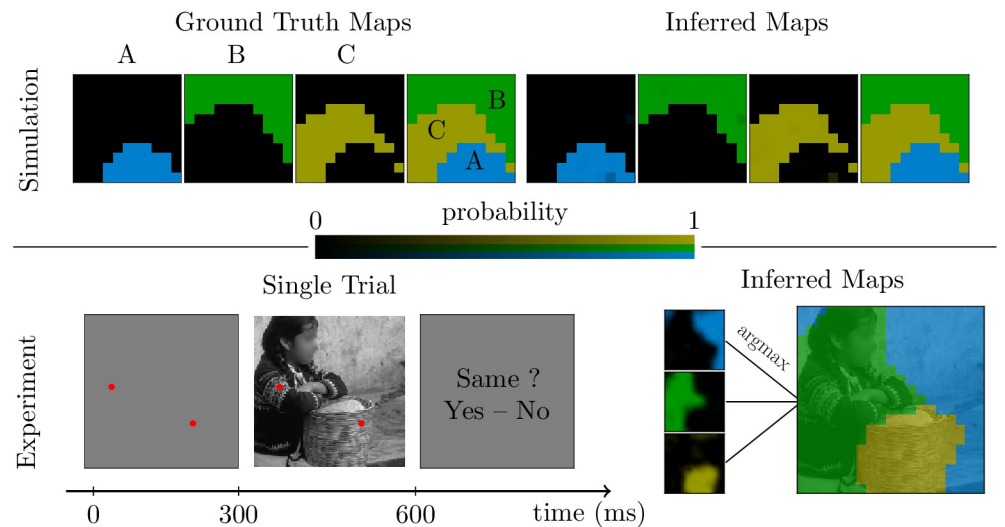 Ground Truth Maps
Inferred Maps
A
B
C
Simulation
B
C
A
probability
0
1
Single Trial
Inferred Maps
Experiment
Same ?
Yes – No
argmax
0
300
600
time (ms)